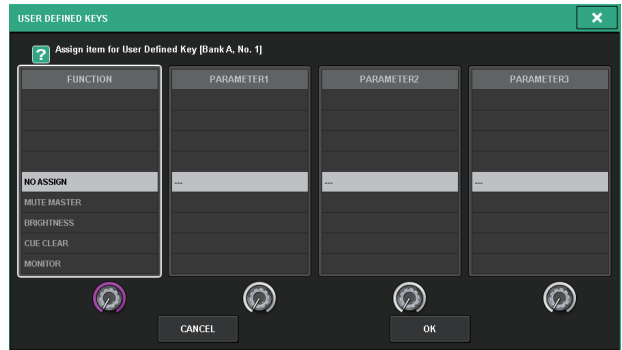 USER DEFINED KEYS
Assign item for User Defined Key [Bank A, No. 1]
FUNCTION PARAMETER1 PARAMETER2 PARAMETER3
NO ASSIGN --- --- ---
MUTE MASTER
BRIGHTNESS
CUE CLEAR
MONITOR
CANCEL OK